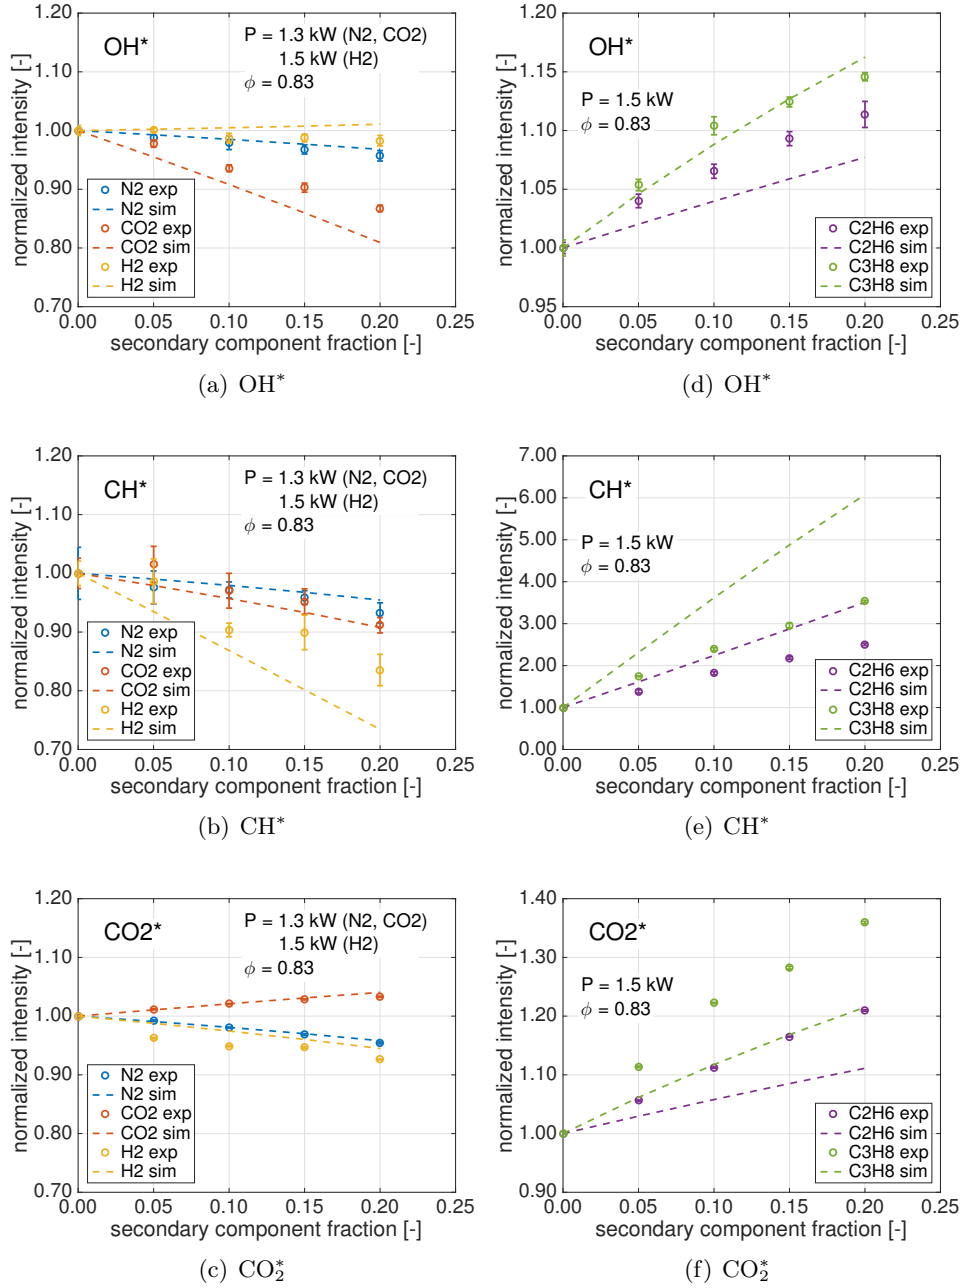 OH*
P = 1.3 kW (N2, CO2)
1.5 kW (H2)
ϕ = 0.83
normalized intensity [-]
1.20
1.10
1.00
0.90
0.80
0.70
N2 exp
N2 sim
CO2 exp
CO2 sim
H2 exp
H2 sim
0.00 0.05 0.10 0.15 0.20 0.25
secondary component fraction [-]
(a) OH*
OH*
P = 1.5 kW
ϕ = 0.83
normalized intensity [-]
1.20
1.15
1.10
1.05
1.00
0.95
C2H6 exp
C2H6 sim
C3H8 exp
C3H8 sim
0.00 0.05 0.10 0.15 0.20 0.25
secondary component fraction [-]
(d) OH*
CH*
P = 1.3 kW (N2, CO2)
1.5 kW (H2)
ϕ = 0.83
normalized intensity [-]
1.20
1.10
1.00
0.90
0.80
0.70
N2 exp
N2 sim
CO2 exp
CO2 sim
H2 exp
H2 sim
0.00 0.05 0.10 0.15 0.20 0.25
secondary component fraction [-]
(b) CH*
CH*
P = 1.5 kW
ϕ = 0.83
normalized intensity [-]
7.00
6.00
5.00
4.00
3.00
2.00
1.00
0.00
C2H6 exp
C2H6 sim
C3H8 exp
C3H8 sim
0.00 0.05 0.10 0.15 0.20 0.25
secondary component fraction [-]
(e) CH*
CO2*
P = 1.3 kW (N2, CO2)
1.5 kW (H2)
ϕ = 0.83
normalized intensity [-]
1.20
1.10
1.00
0.90
0.80
0.70
N2 exp
N2 sim
CO2 exp
CO2 sim
H2 exp
H2 sim
0.00 0.05 0.10 0.15 0.20 0.25
secondary component fraction [-]
(c) CO₂*
CO2*
P = 1.5 kW
ϕ = 0.83
normalized intensity [-]
1.40
1.30
1.20
1.10
1.00
0.90
C2H6 exp
C2H6 sim
C3H8 exp
C3H8 sim
0.00 0.05 0.10 0.15 0.20 0.25
secondary component fraction [-]
(f) CO₂*